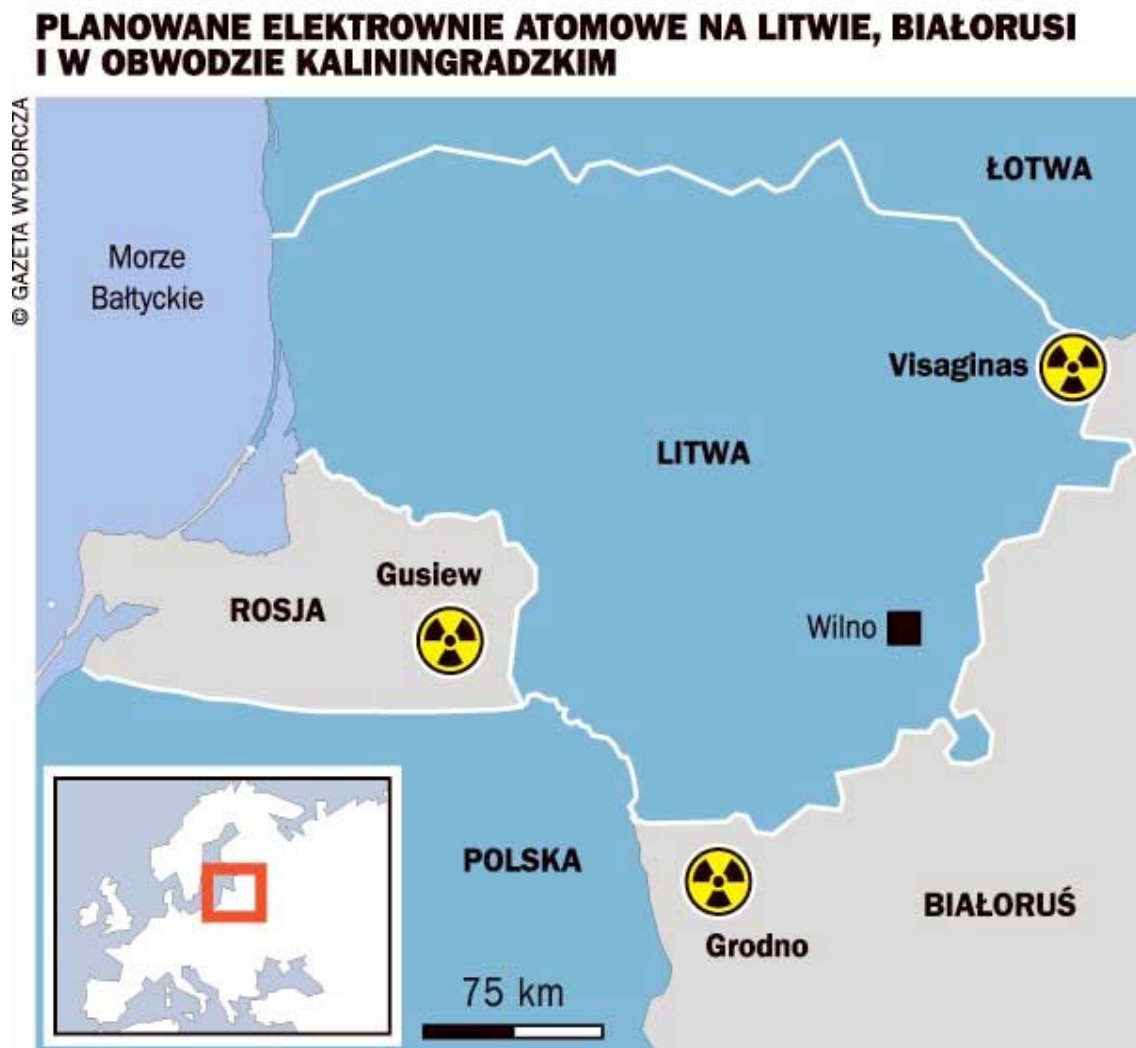 PLANOWANE ELEKTROWNIE ATOMOWE NA LITWIE, BIAŁORUSI
I W OBWODZIE KALININGRADZKIM
© GAZETA WYBORCZA
ŁOTWA
Morze
Bałtyckie
Visaginas
LITWA
Gusiew
ROSJA
Wilno
POLSKA
BIAŁORUŚ
Grodno
75 km